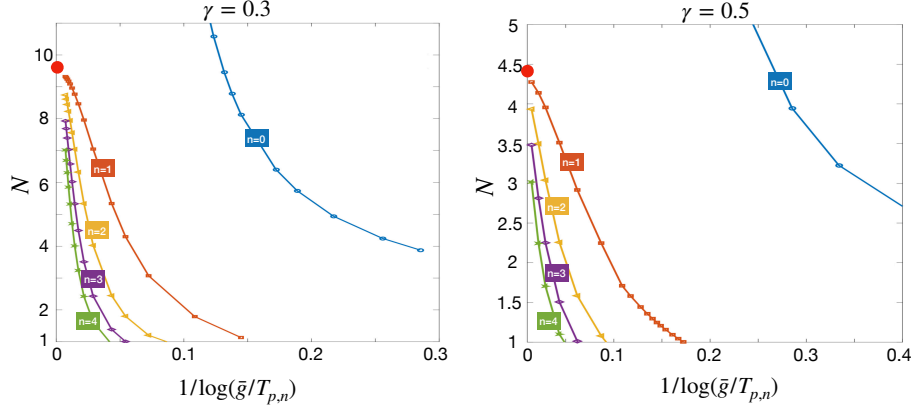 γ = 0.3
10
8
6
4
2
1
N
n=0
n=1
n=2
n=3
n=4
0
0.1
0.2
0.3
1/log(ḡ/T_{p,n})
γ = 0.5
5
4.5
4
3.5
3
2.5
2
1.5
1
N
n=0
n=1
n=2
n=3
n=4
0
0.1
0.2
0.3
0.4
1/log(ḡ/T_{p,n})